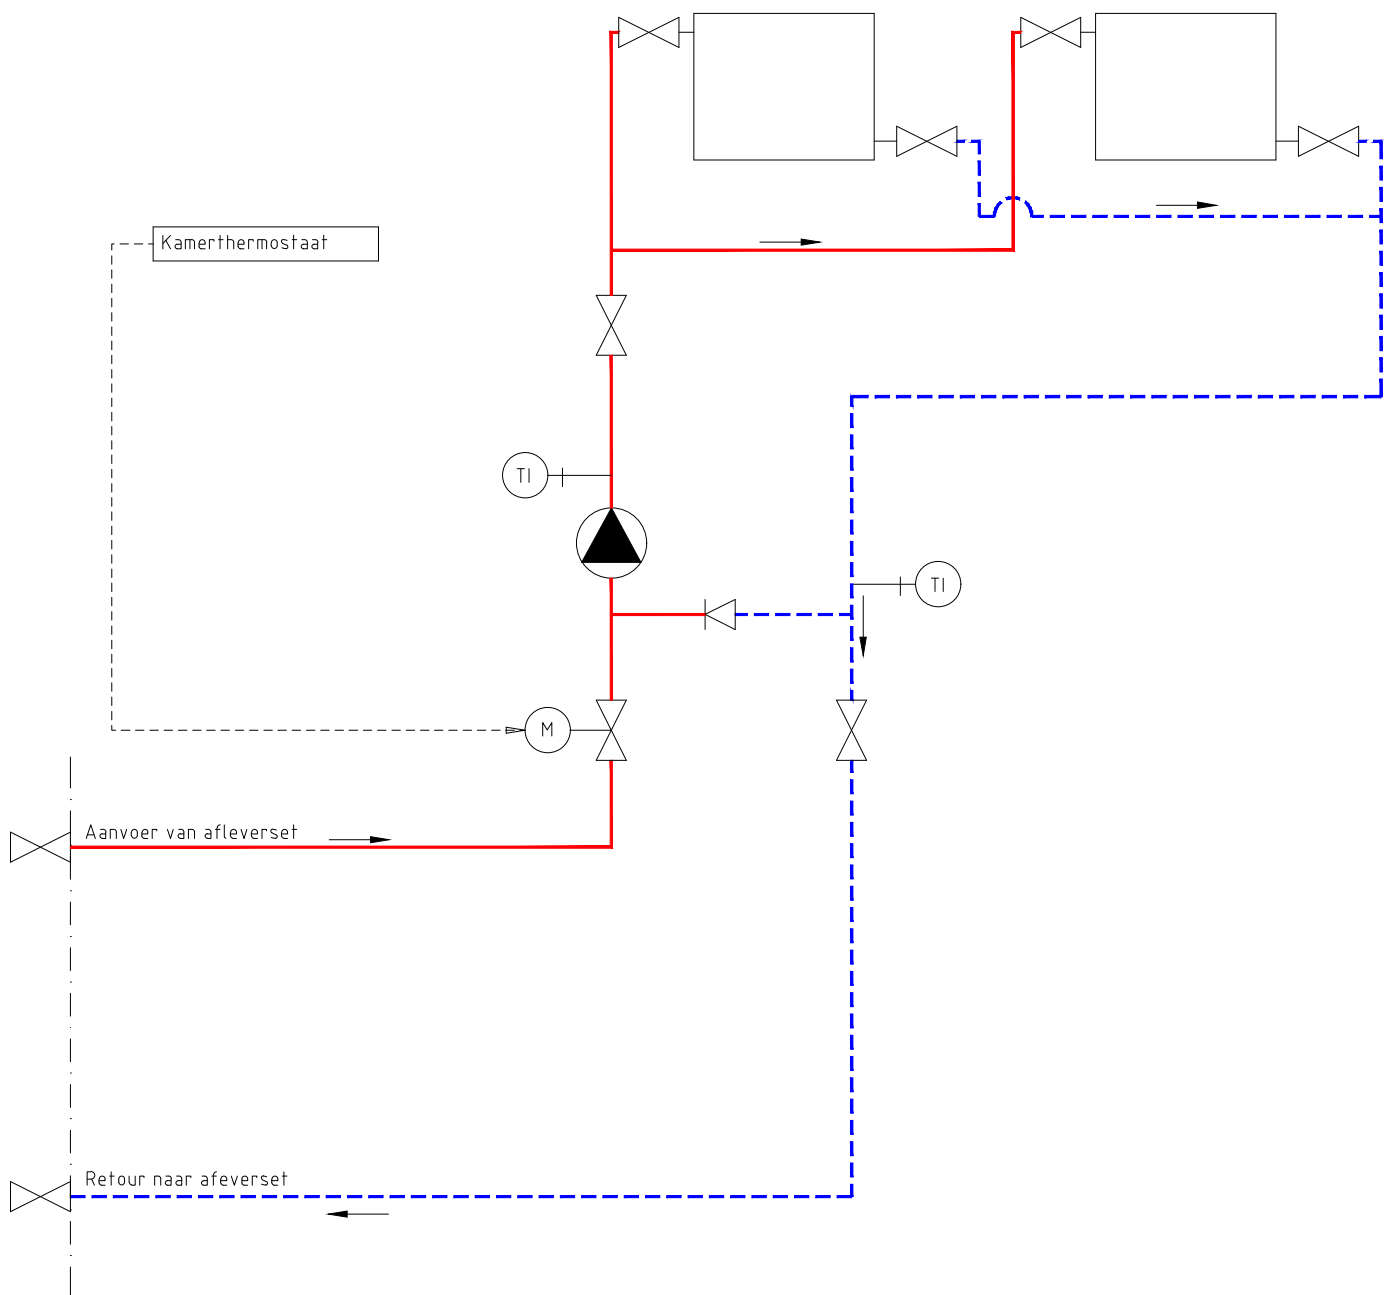 Kamerthermostaat
TI
TI
M
Aanvoer van afleverset
Retour naar afeverset